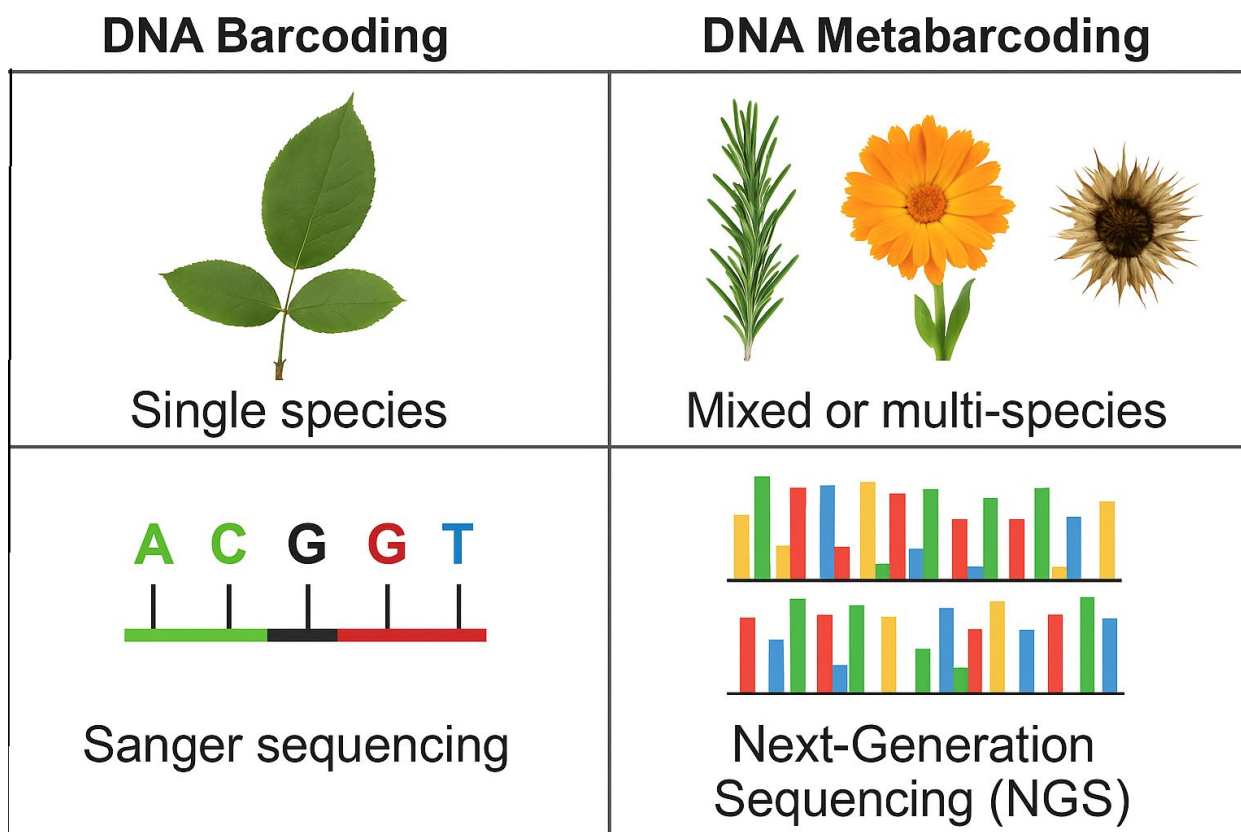 DNA Barcoding
DNA Metabarcoding
Single species
Mixed or multi-species
A C G G T
Sanger sequencing
Next-Generation
Sequencing (NGS)